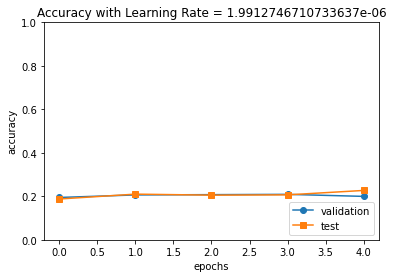 Accuracy with Learning Rate = 1.9912746710733637e-06
accuracy
1.0
0.8
0.6
0.4
0.2
0.0
0.0 0.5 1.0 1.5 2.0 2.5 3.0 3.5 4.0
epochs
validation
test